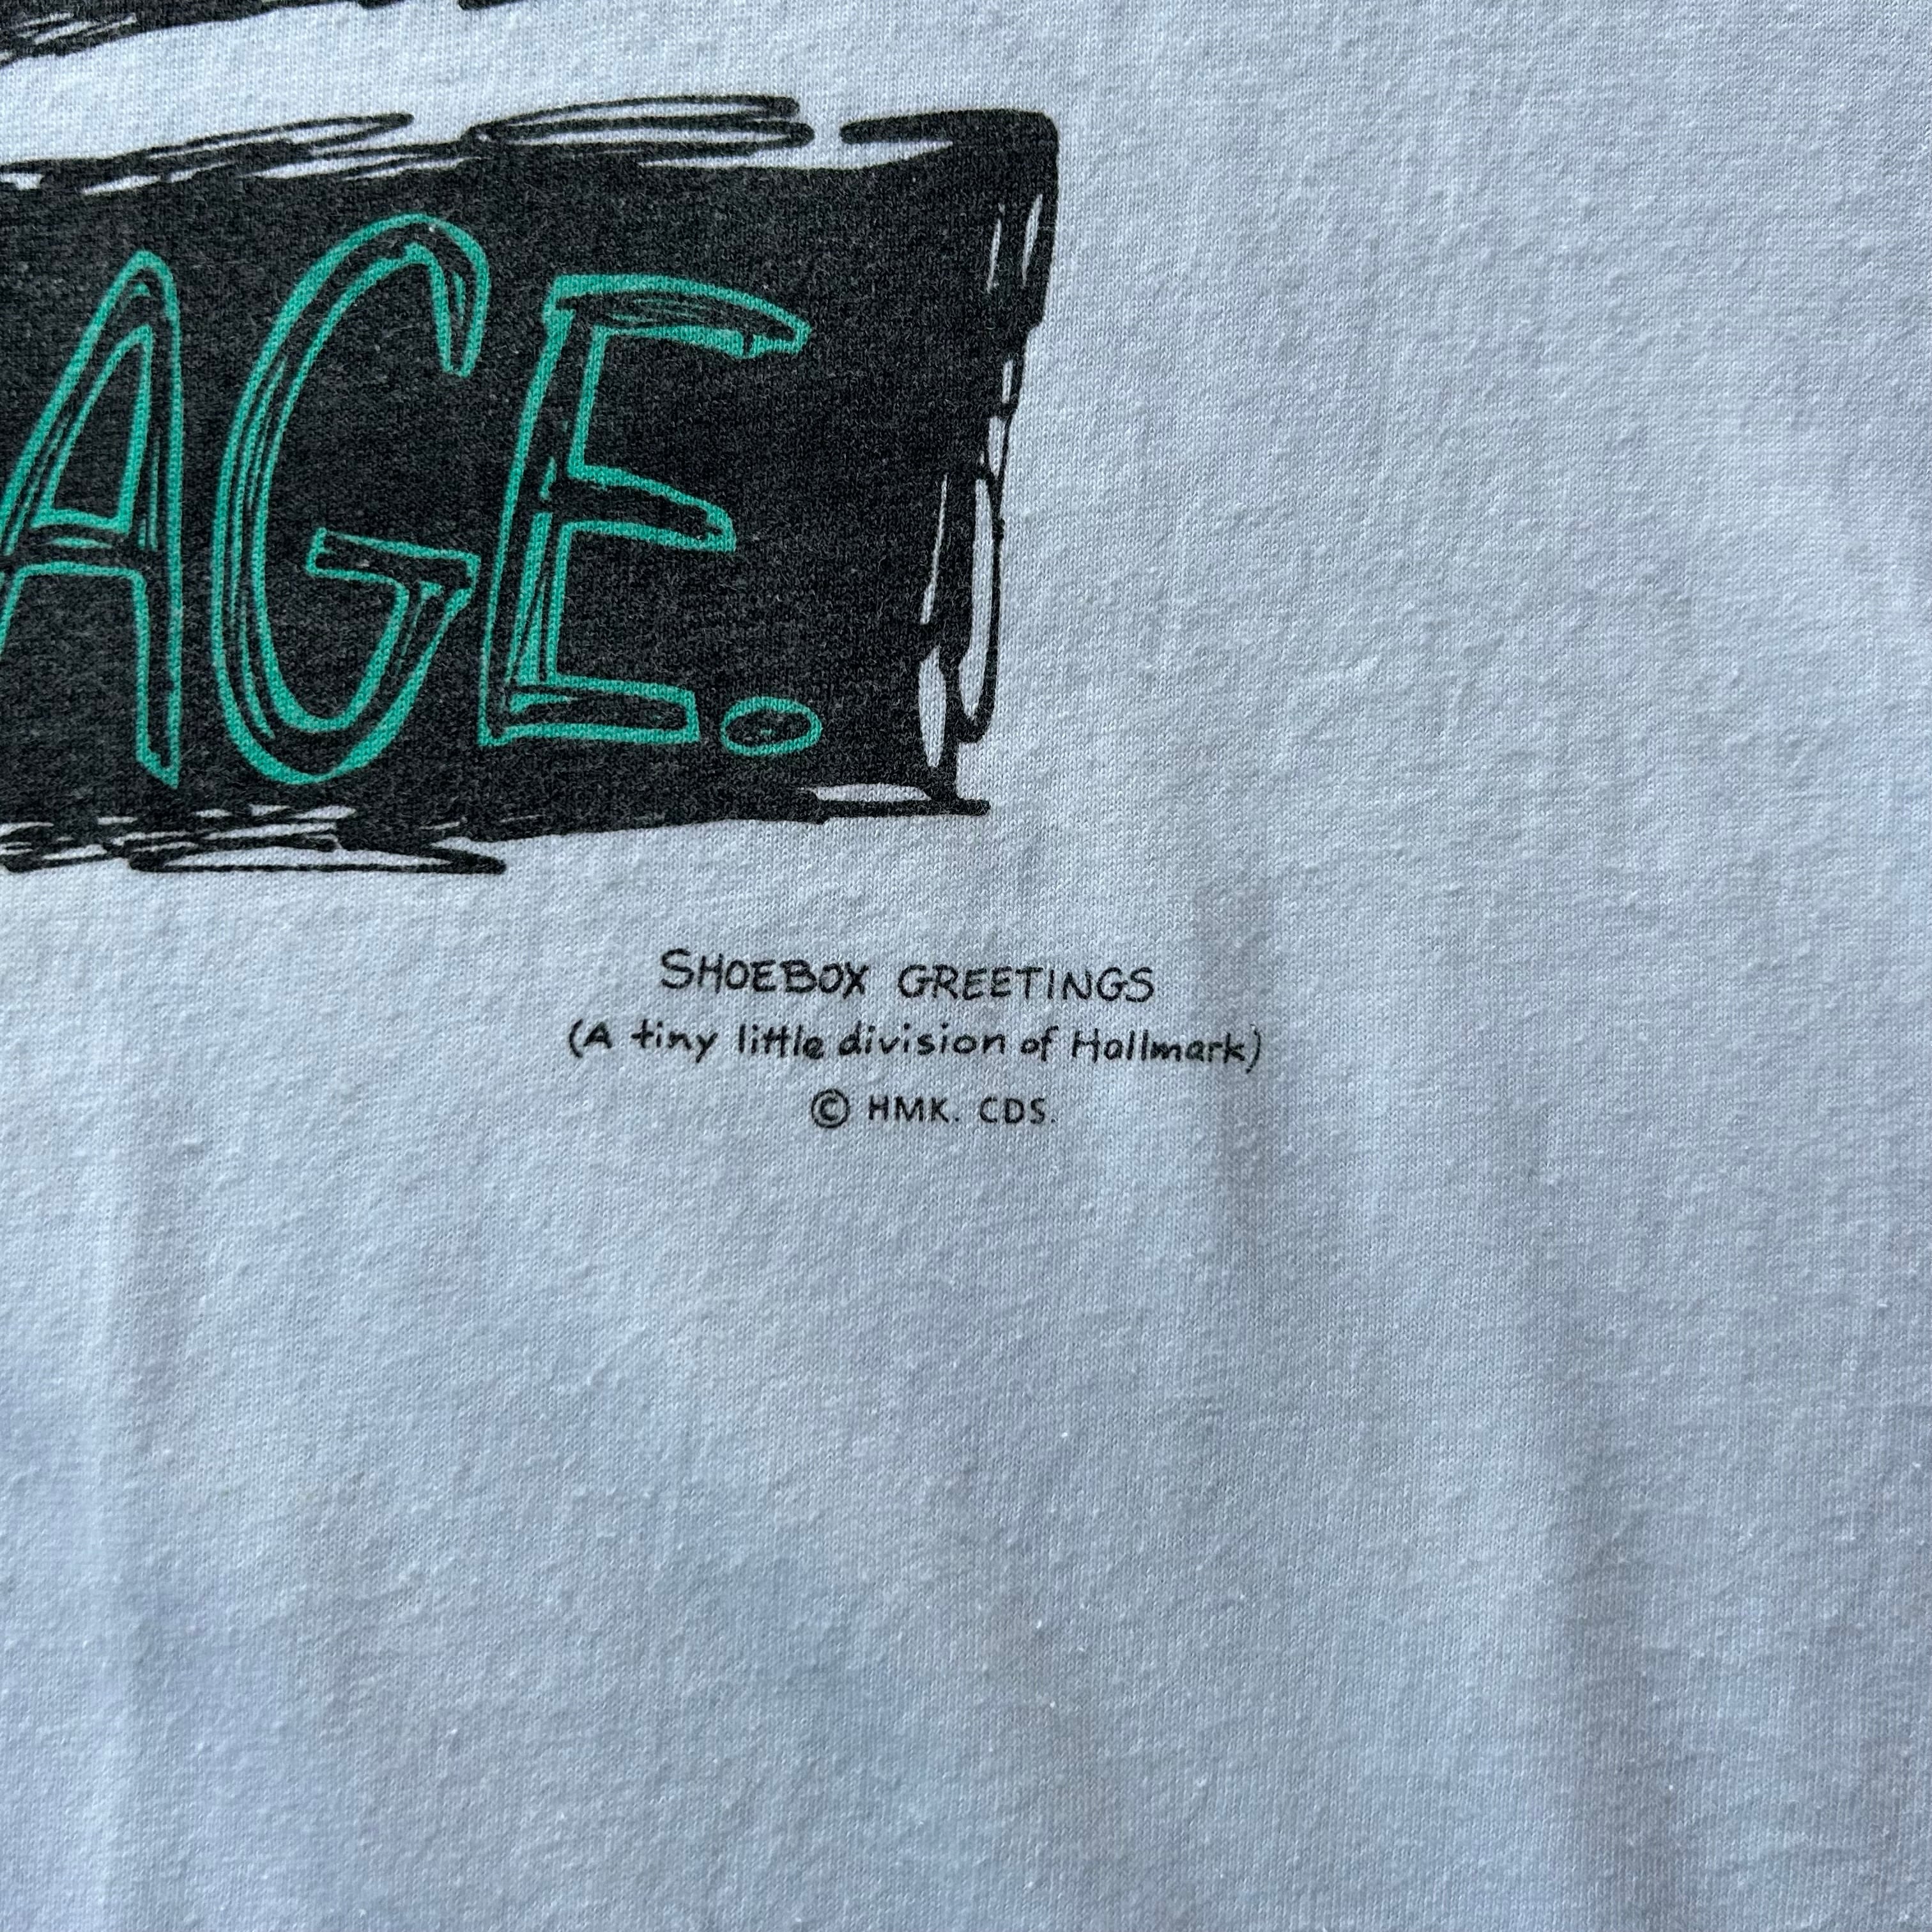 AGE.
SHOEBOX GREETINGS
(A tiny little division of Hallmark)
© HMK. CDS.